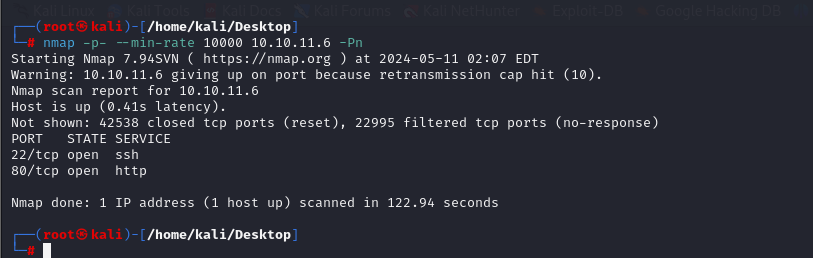 Kali Linux Kali Tools Kali Docs Kali Forums Kali NetHunter Exploit-DB Google Hacking DB
┌──(root㉿kali)-[/home/kali/Desktop]
└─# nmap -p- --min-rate 10000 10.10.11.6 -Pn
Starting Nmap 7.94SVN ( https://nmap.org ) at 2024-05-11 02:07 EDT
Warning: 10.10.11.6 giving up on port because retransmission cap hit (10).
Nmap scan report for 10.10.11.6
Host is up (0.41s latency).
Not shown: 42538 closed tcp ports (reset), 22995 filtered tcp ports (no-response)
PORT   STATE SERVICE
22/tcp open  ssh
80/tcp open  http
Nmap done: 1 IP address (1 host up) scanned in 122.94 seconds
┌──(root㉿kali)-[/home/kali/Desktop]
└─#